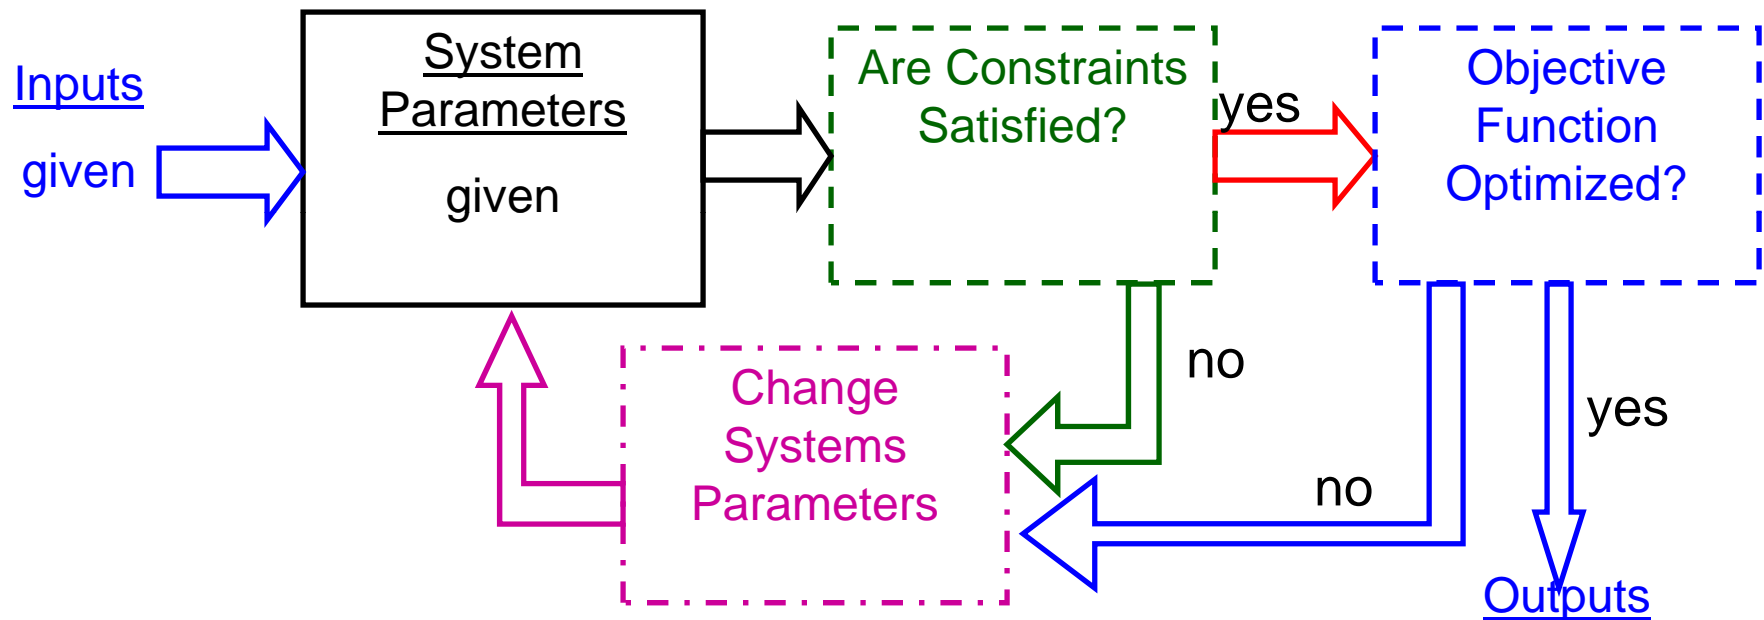 Inputs
given
System
Parameters
given
Are Constraints
Satisfied?
yes
Objective
Function
Optimized?
no
Change
Systems
Parameters
no
yes
Outputs